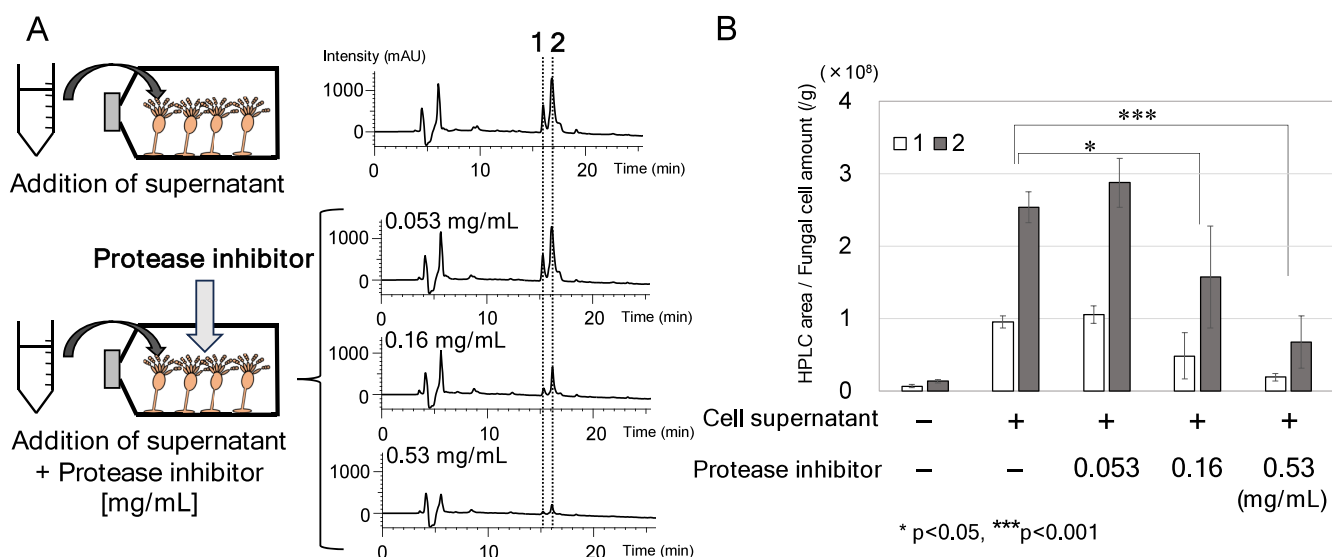 A
Intensity (mAU)
1 2
1000
0
0 10 20
Time (min)
Addition of supernatant
0.053 mg/mL
1000
0
0 10 20
Time (min)
Protease inhibitor
0.16 mg/mL
1000
0
0 10 20
Time (min)
Addition of supernatant
+ Protease inhibitor
[mg/mL]
0.53 mg/mL
1000
0
0 10 20
Time (min)
B
(×10⁸)
HPLC area / Fungal cell amount (/g)
4
3
2
1
0
1 2
***
*
Cell supernatant − + + + +
Protease inhibitor − − 0.053 0.16 0.53
(mg/mL)
* p<0.05, ***p<0.001